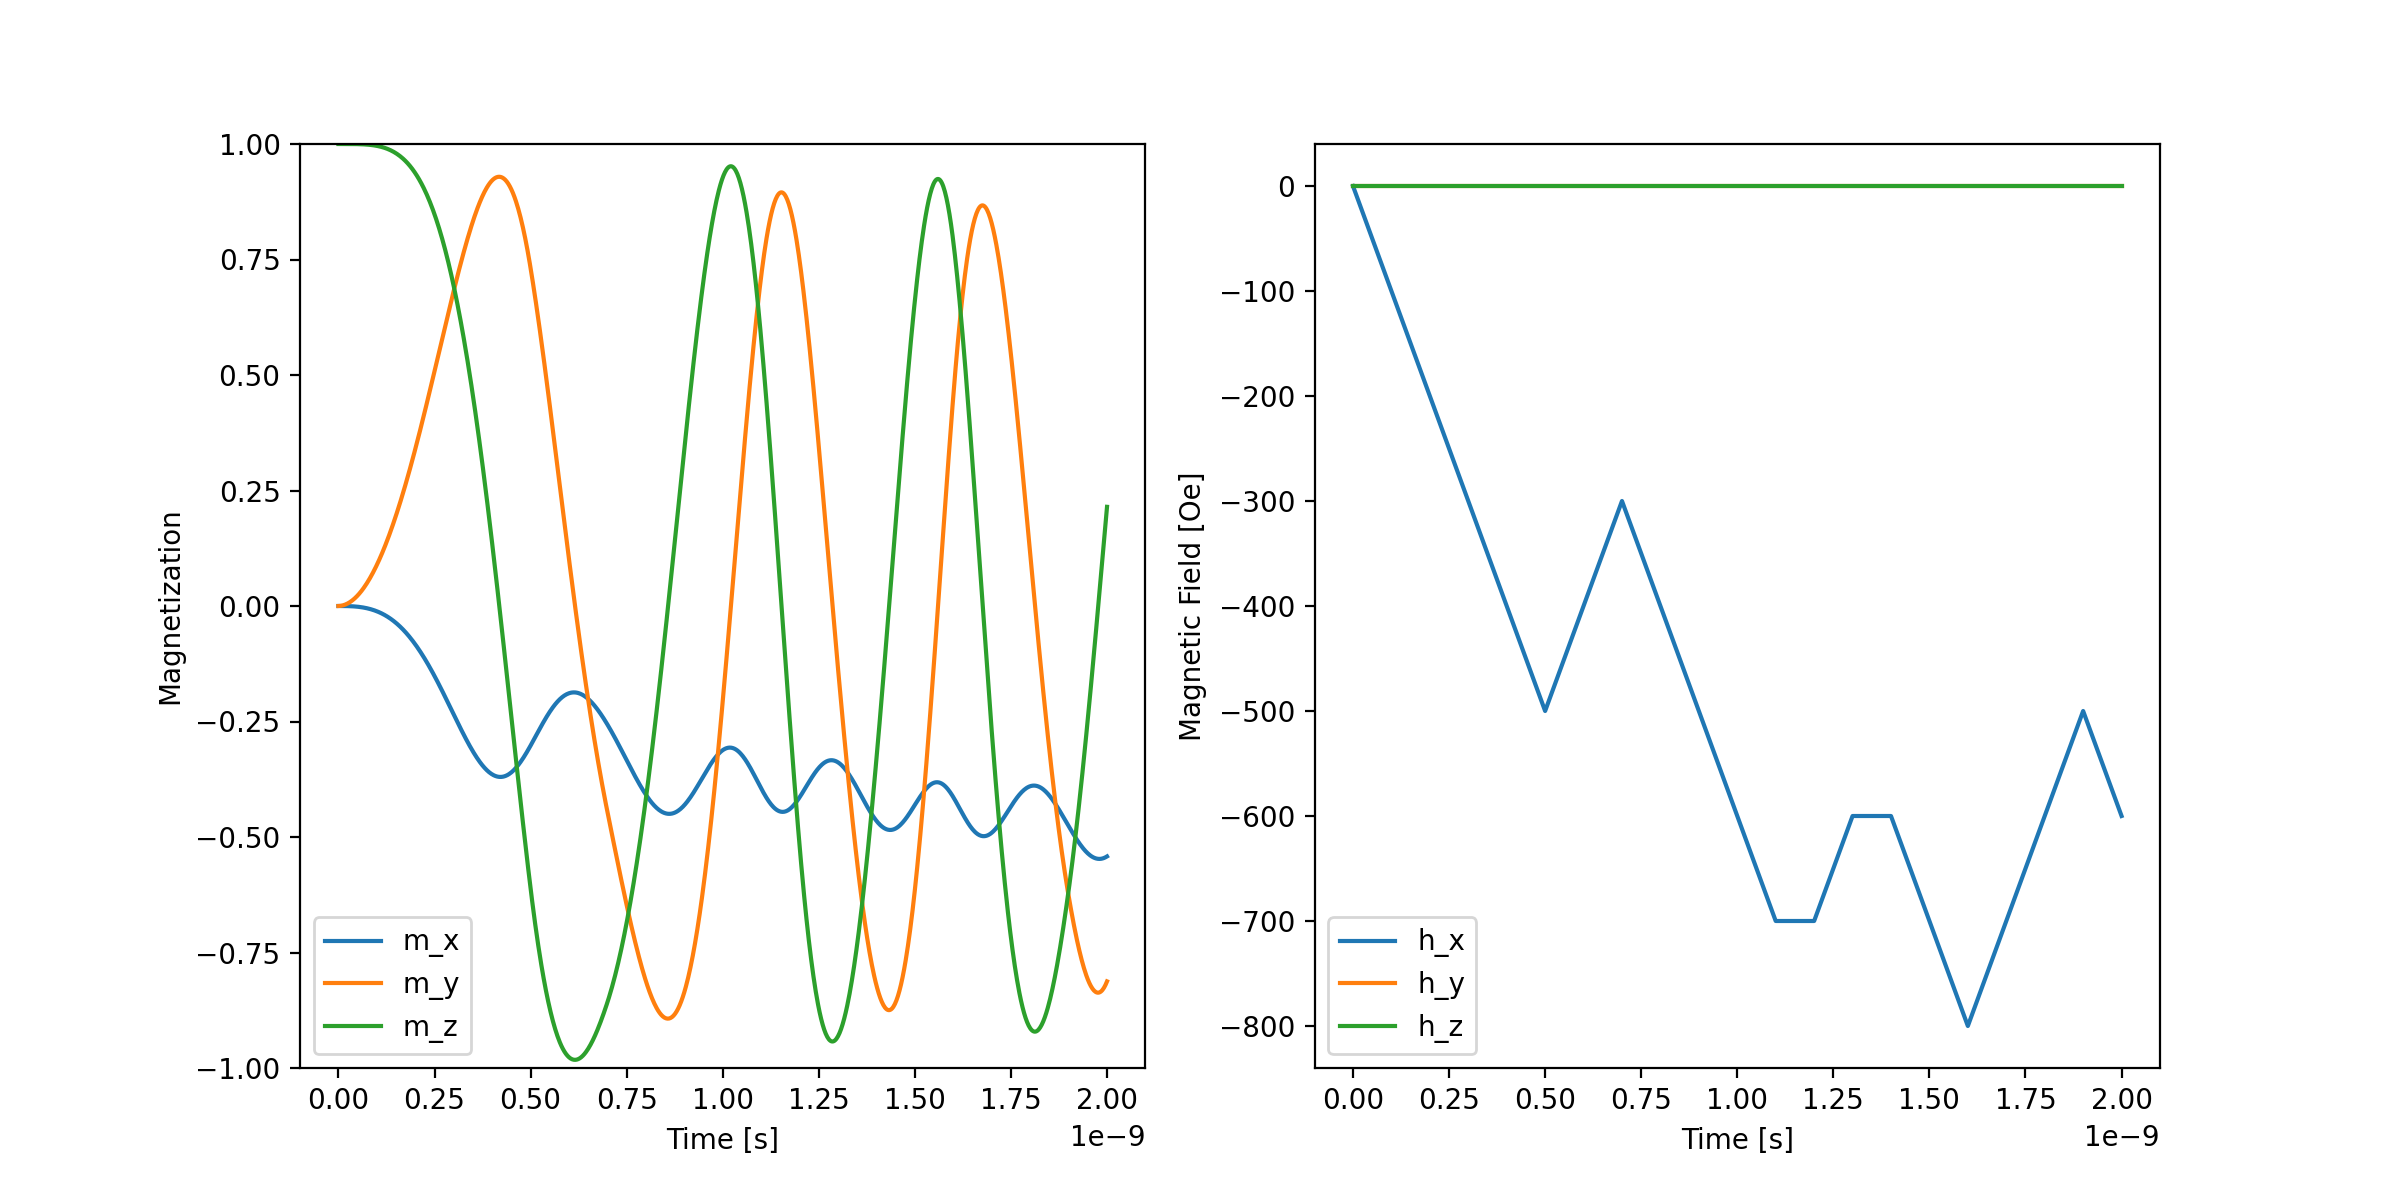 Magnetization
1.00
0.75
0.50
0.25
0.00
−0.25
−0.50
−0.75
−1.00
m_x
m_y
m_z
0.00 0.25 0.50 0.75 1.00 1.25 1.50 1.75 2.00
Time [s]
1e−9
Magnetic Field [Oe]
0
−100
−200
−300
−400
−500
−600
−700
−800
h_x
h_y
h_z
0.00 0.25 0.50 0.75 1.00 1.25 1.50 1.75 2.00
Time [s]
1e−9